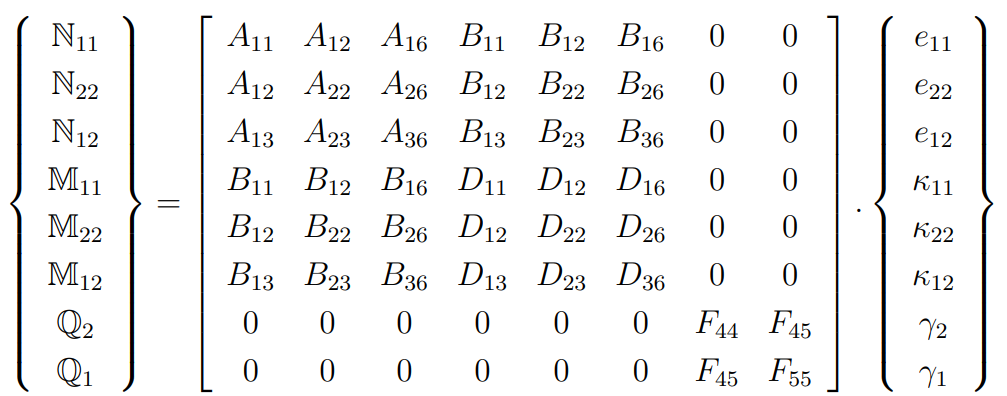 ℕ₁₁ A₁₁ A₁₂ A₁₆ B₁₁ B₁₂ B₁₆ 0 0 e₁₁
ℕ₂₂ A₁₂ A₂₂ A₂₆ B₁₂ B₂₂ B₂₆ 0 0 e₂₂
ℕ₁₂ A₁₃ A₂₃ A₃₆ B₁₃ B₂₃ B₃₆ 0 0 e₁₂
𝕄₁₁ = B₁₁ B₁₂ B₁₆ D₁₁ D₁₂ D₁₆ 0 0 . κ₁₁
𝕄₂₂ B₁₂ B₂₂ B₂₆ D₁₂ D₂₂ D₂₆ 0 0 κ₂₂
𝕄₁₂ B₁₃ B₂₃ B₃₆ D₁₃ D₂₃ D₃₆ 0 0 κ₁₂
ℚ₂ 0 0 0 0 0 0 F₄₄ F₄₅ γ₂
ℚ₁ 0 0 0 0 0 0 F₄₅ F₅₅ γ₁